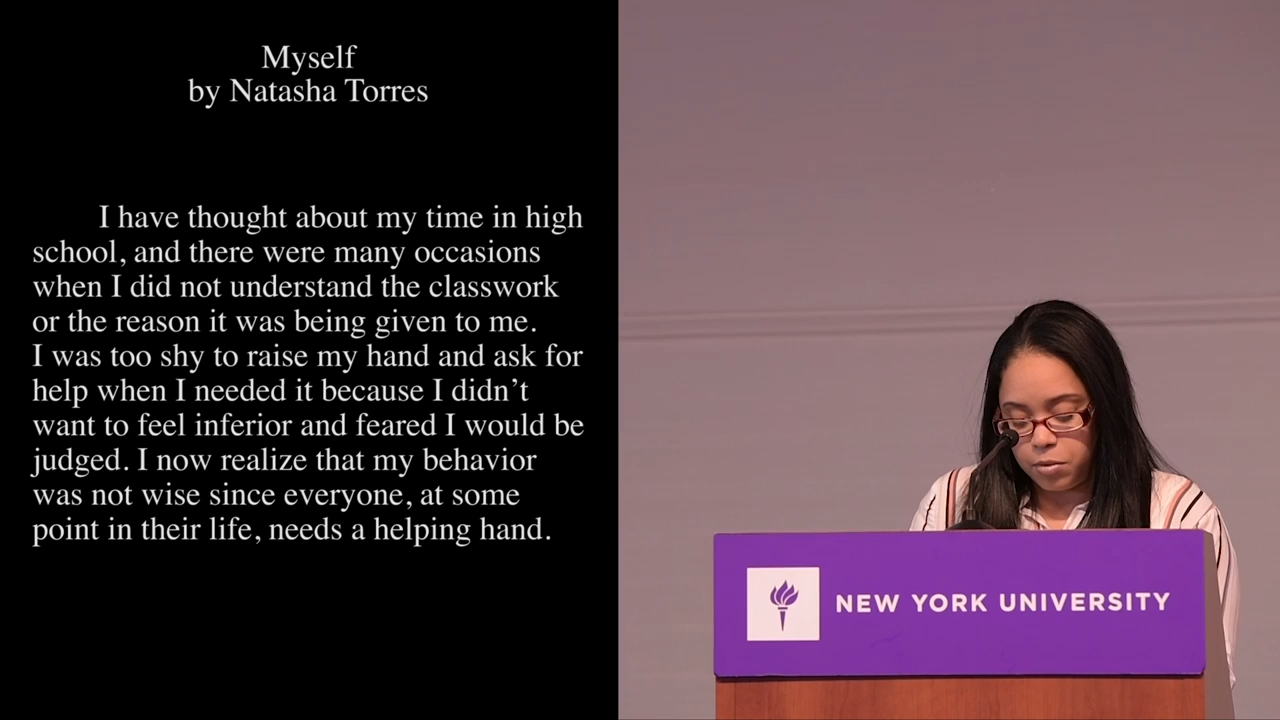 Myself
by Natasha Torres
I have thought about my time in high
school, and there were many occasions
when I did not understand the classwork
or the reason it was being given to me.
I was too shy to raise my hand and ask for
help when I needed it because I didn’t
want to feel inferior and feared I would be
judged. I now realize that my behavior
was not wise since everyone, at some
point in their life, needs a helping hand.
NEW YORK UNIVERSITY